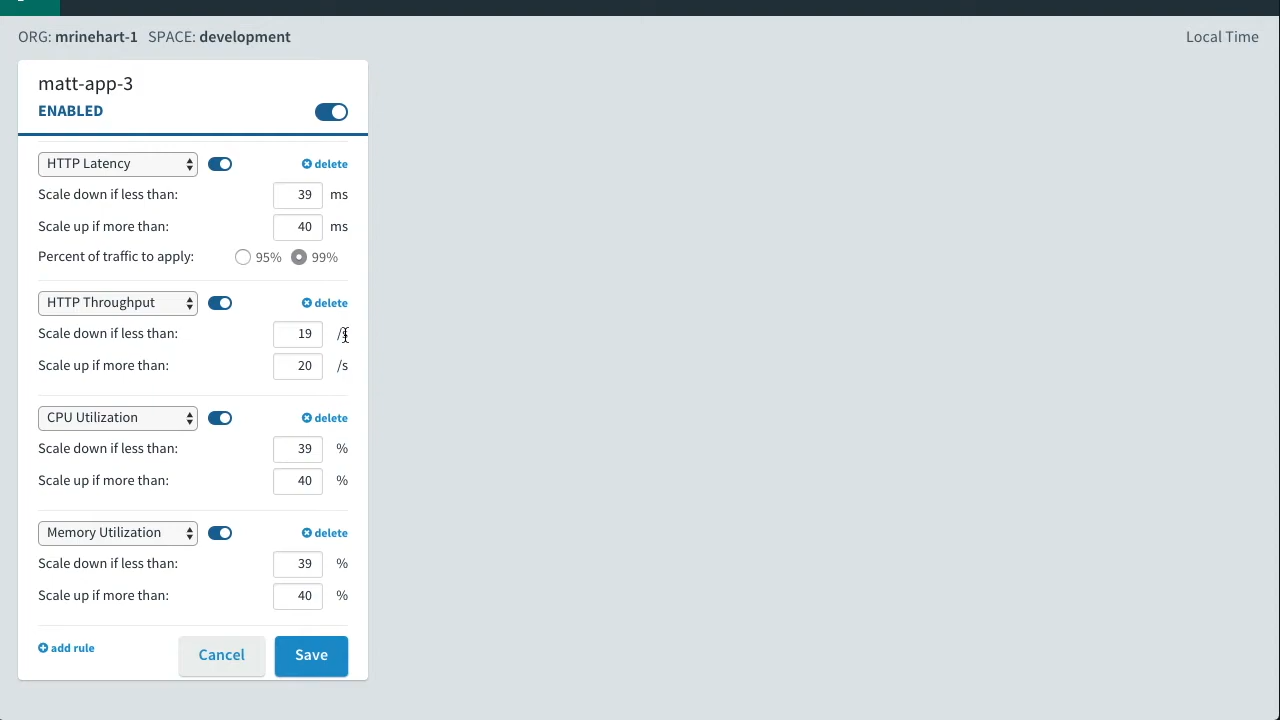 ORG: mrinehart-1 SPACE: development Local Time
matt-app-3
ENABLED
HTTP Latency delete
Scale down if less than: 39 ms
Scale up if more than: 40 ms
Percent of traffic to apply: 95% 99%
HTTP Throughput delete
Scale down if less than: 19 /s
Scale up if more than: 20 /s
CPU Utilization delete
Scale down if less than: 39 %
Scale up if more than: 40 %
Memory Utilization delete
Scale down if less than: 39 %
Scale up if more than: 40 %
add rule Cancel Save